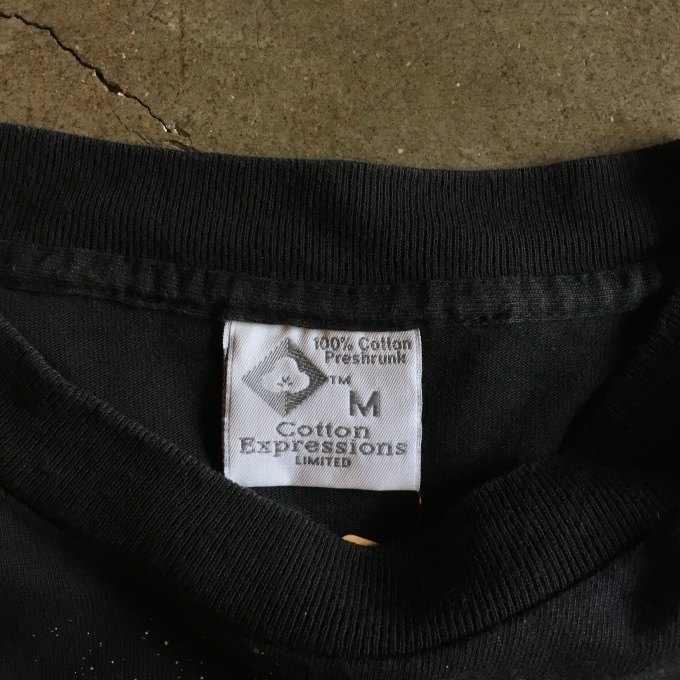 100% Cotton
Preshrunk
TM
M
Cotton
Expressions
LIMITED